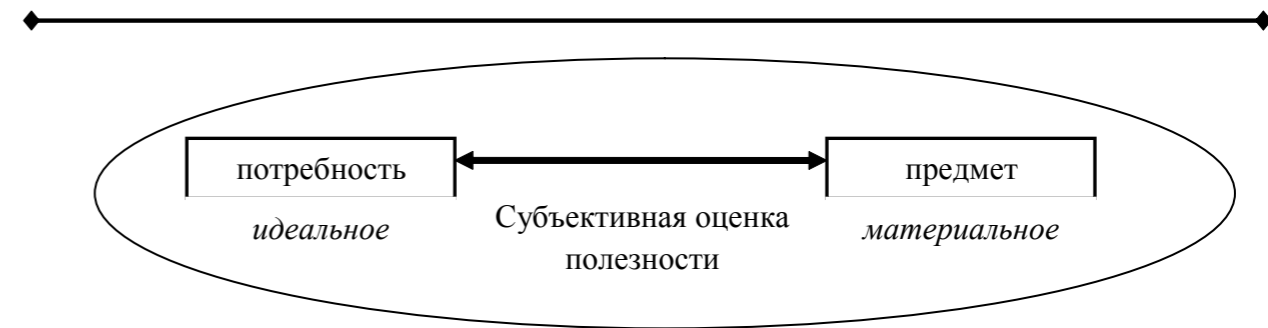 потребность
предмет
идеальное
Субъективная оценка
полезности
материальное